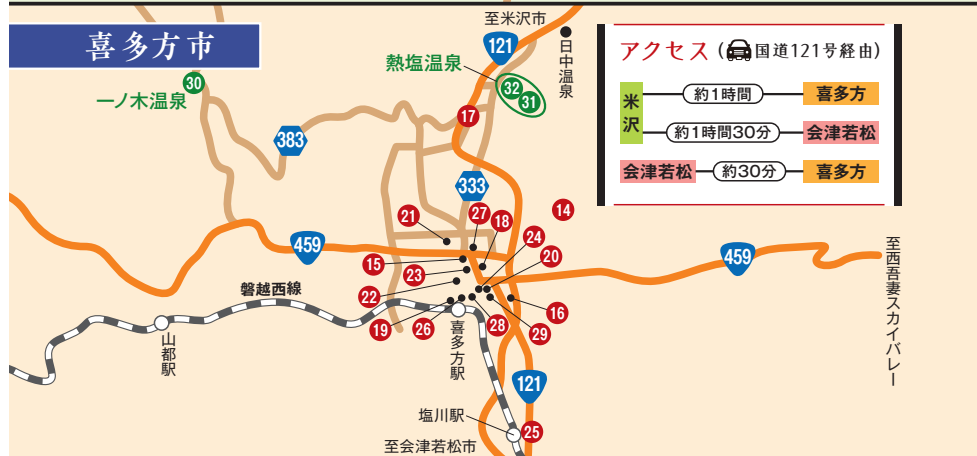 喜多方市
至米沢市
121
日中温泉
熱塩温泉
32
31
30
一ノ木温泉
17
383
333
アクセス(国道121号経由)
米沢
約1時間
喜多方
約1時間30分
会津若松
会津若松
約30分
喜多方
21
27
18
14
459
24
15
23
20
459
22
至西吾妻スカイバレー
磐越西線
19
26
28
29
16
山都駅
喜多方駅
121
塩川駅
25
至会津若松市